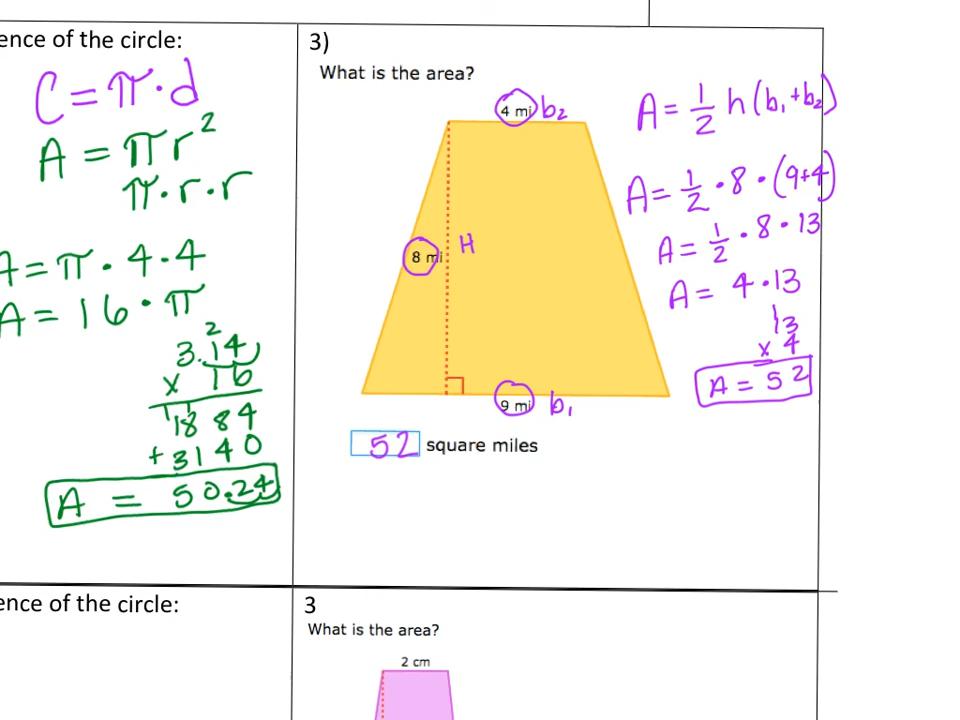 ence of the circle:
C = π · d
A = πr²
π · r · r
A = π · 4 · 4
A = 16 · π
2
3.14
x 16
11884
+ 3140
A = 50.24
3)
What is the area?
4 mi b₂
8 mi H
9 mi b₁
52 square miles
A = 1/2 h (b₁ + b₂)
A = 1/2 · 8 · (9+4)
A = 1/2 · 8 · 13
A = 4 · 13
13
x 4
A = 52
ence of the circle:
3
What is the area?
2 cm